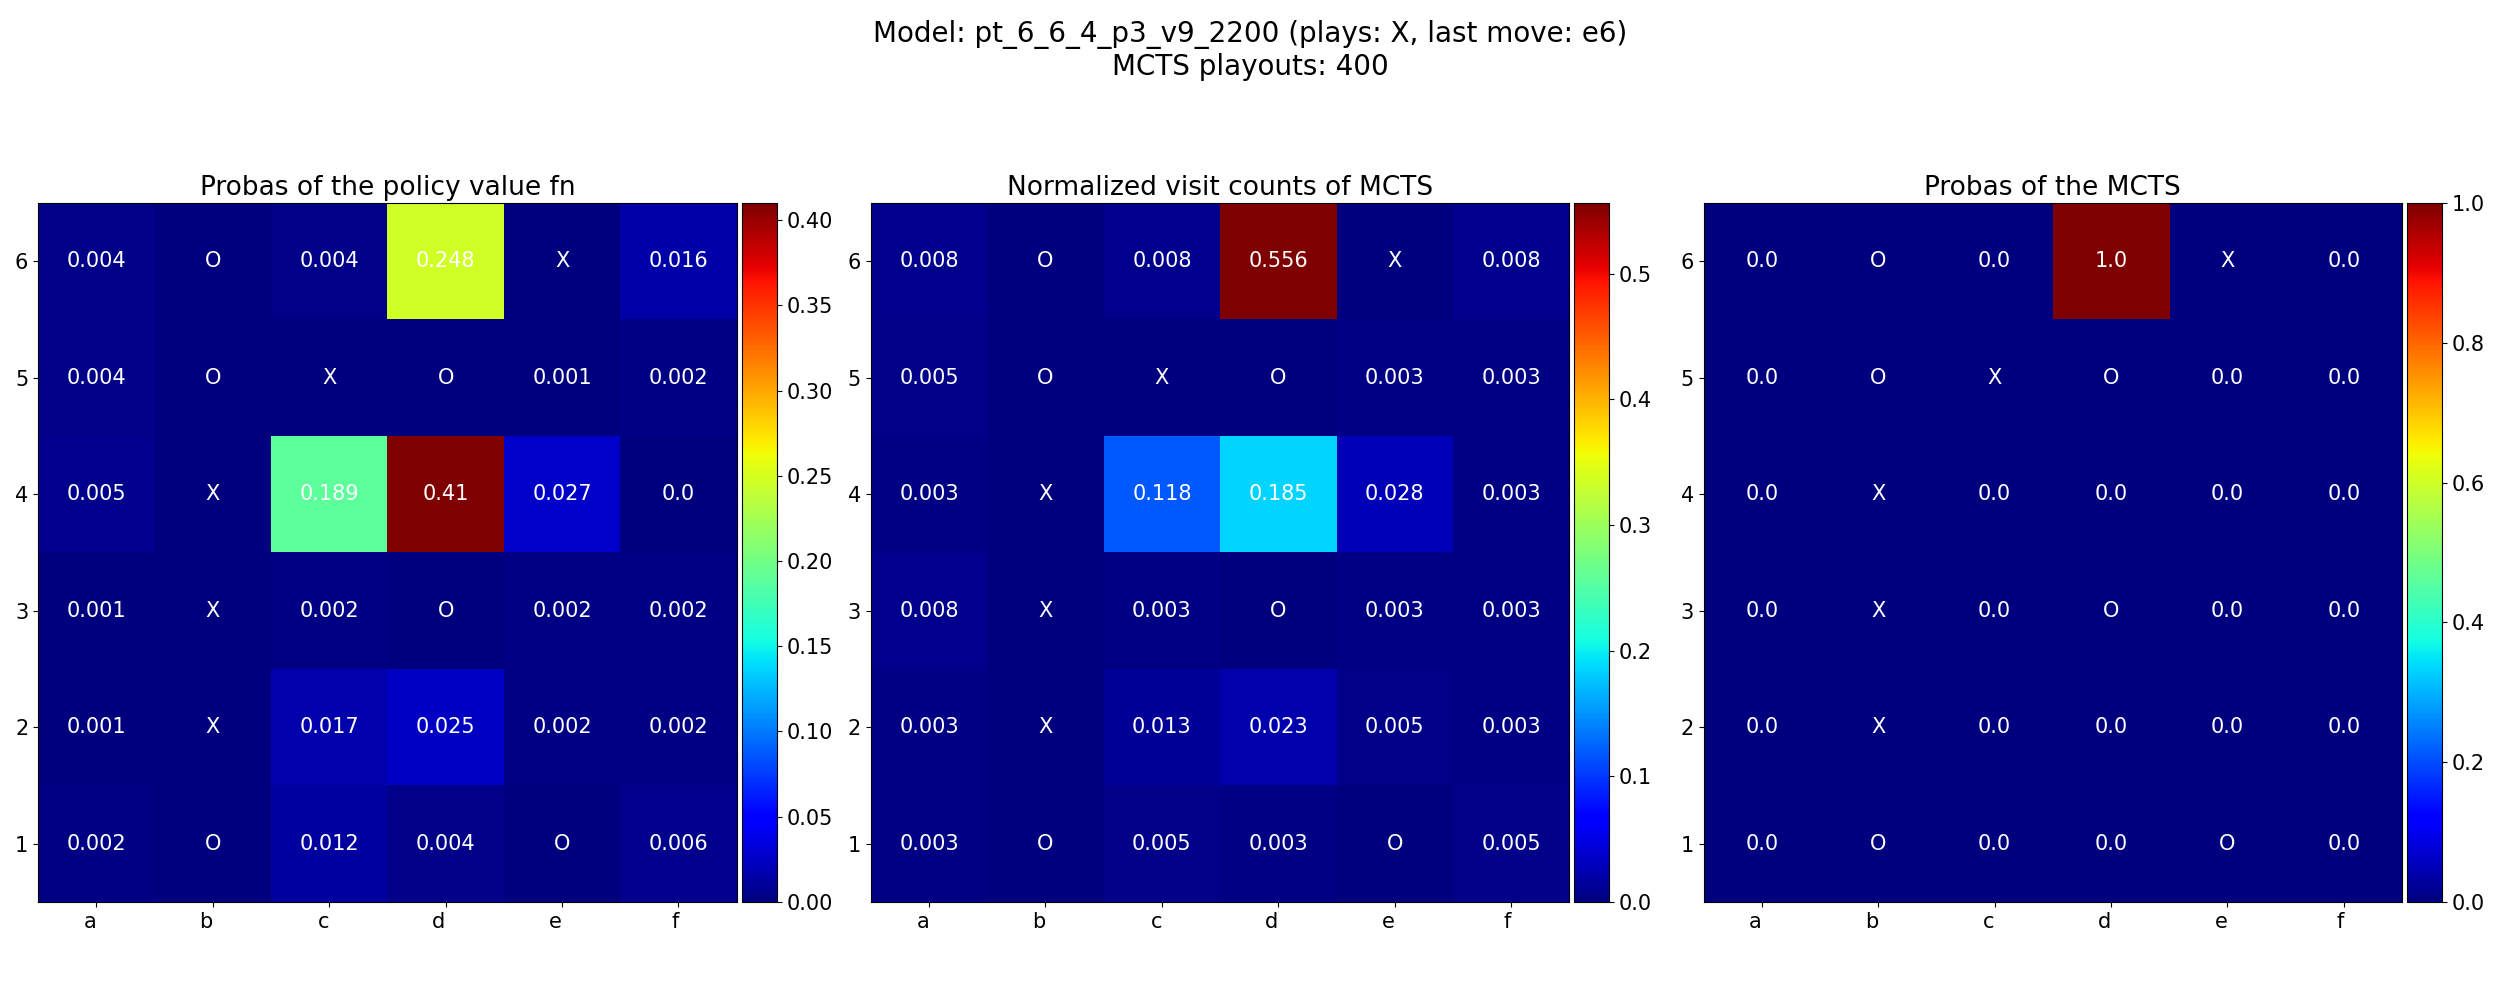 Model: pt_6_6_4_p3_v9_2200 (plays: X, last move: e6)
MCTS playouts: 400
Probas of the policy value fn
6 0.004 O 0.004 0.248 X 0.016
5 0.004 O X O 0.001 0.002
4 0.005 X 0.189 0.41 0.027 0.0
3 0.001 X 0.002 O 0.002 0.002
2 0.001 X 0.017 0.025 0.002 0.002
1 0.002 O 0.012 0.004 O 0.006
a b c d e f
0.40
0.35
0.30
0.25
0.20
0.15
0.10
0.05
0.00
Normalized visit counts of MCTS
6 0.008 O 0.008 0.556 X 0.008
5 0.005 O X O 0.003 0.003
4 0.003 X 0.118 0.185 0.028 0.003
3 0.008 X 0.003 O 0.003 0.003
2 0.003 X 0.013 0.023 0.005 0.003
1 0.003 O 0.005 0.003 O 0.005
a b c d e f
0.5
0.4
0.3
0.2
0.1
0.0
Probas of the MCTS
6 0.0 O 0.0 1.0 X 0.0
5 0.0 O X O 0.0 0.0
4 0.0 X 0.0 0.0 0.0 0.0
3 0.0 X 0.0 O 0.0 0.0
2 0.0 X 0.0 0.0 0.0 0.0
1 0.0 O 0.0 0.0 O 0.0
a b c d e f
1.0
0.8
0.6
0.4
0.2
0.0